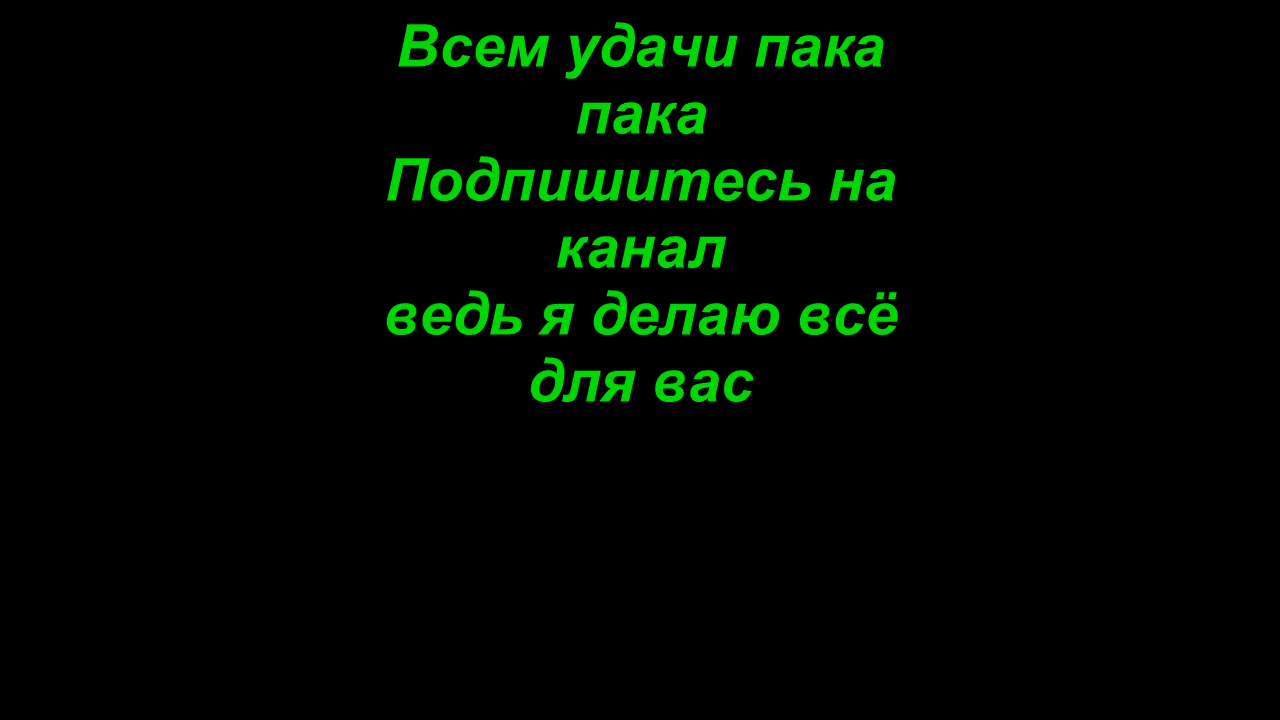 Всем удачи пака
пака
Подпишитесь на
канал
ведь я делаю всё
для вас